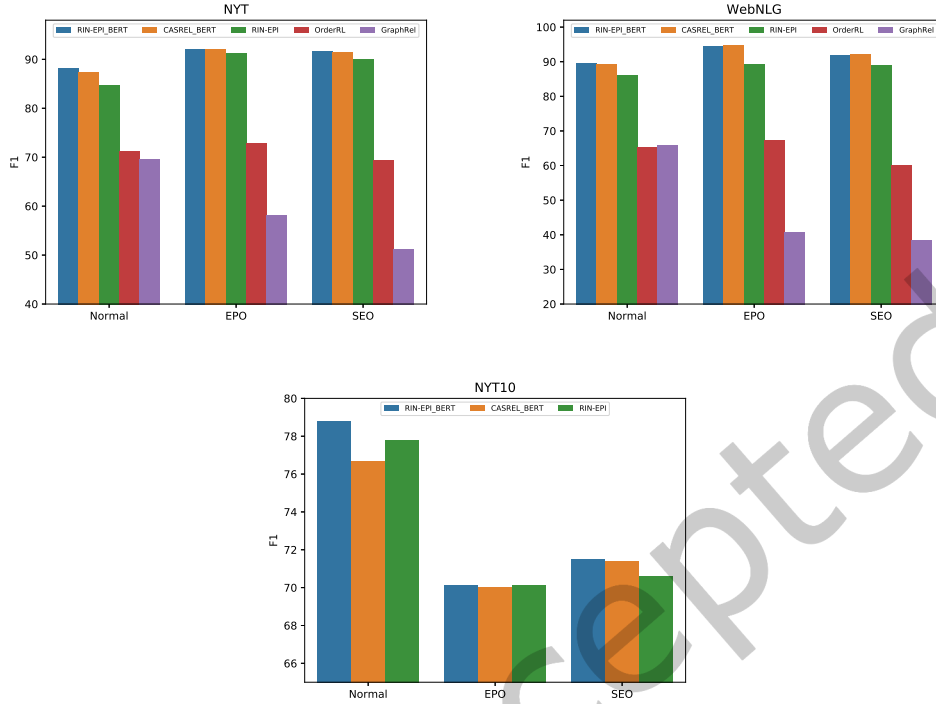 NYT
RIN-EPI_BERT CASREL_BERT RIN-EPI OrderRL GraphRel
90
80
70
60
50
40
F1
Normal EPO SEO
WebNLG
RIN-EPI_BERT CASREL_BERT RIN-EPI OrderRL GraphRel
100
90
80
70
60
50
40
30
20
F1
Normal EPO SEO
NYT10
RIN-EPI_BERT CASREL_BERT RIN-EPI
80
78
76
74
72
70
68
66
F1
Normal EPO SEO
cepted